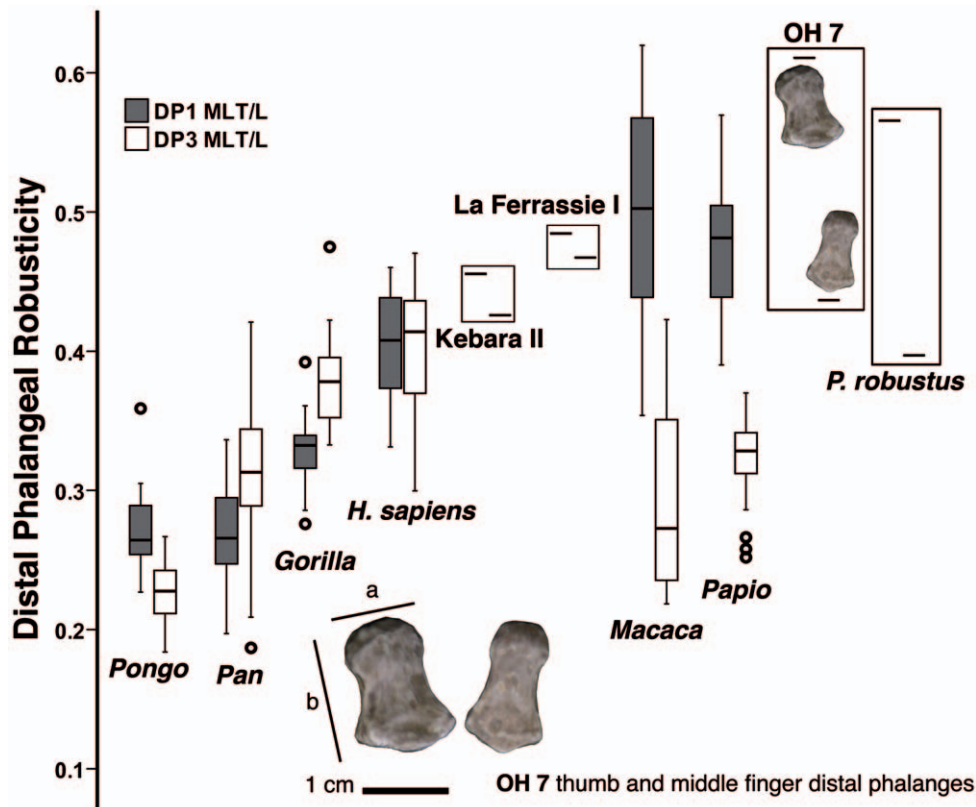 Distal Phalangeal Robusticity
0.6
0.5
0.4
0.3
0.2
0.1
DP1 MLT/L
DP3 MLT/L
OH 7
La Ferrassie I
Kebara II
P. robustus
H. sapiens
Gorilla
Papio
Macaca
Pongo
Pan
a
b
1 cm
OH 7 thumb and middle finger distal phalanges